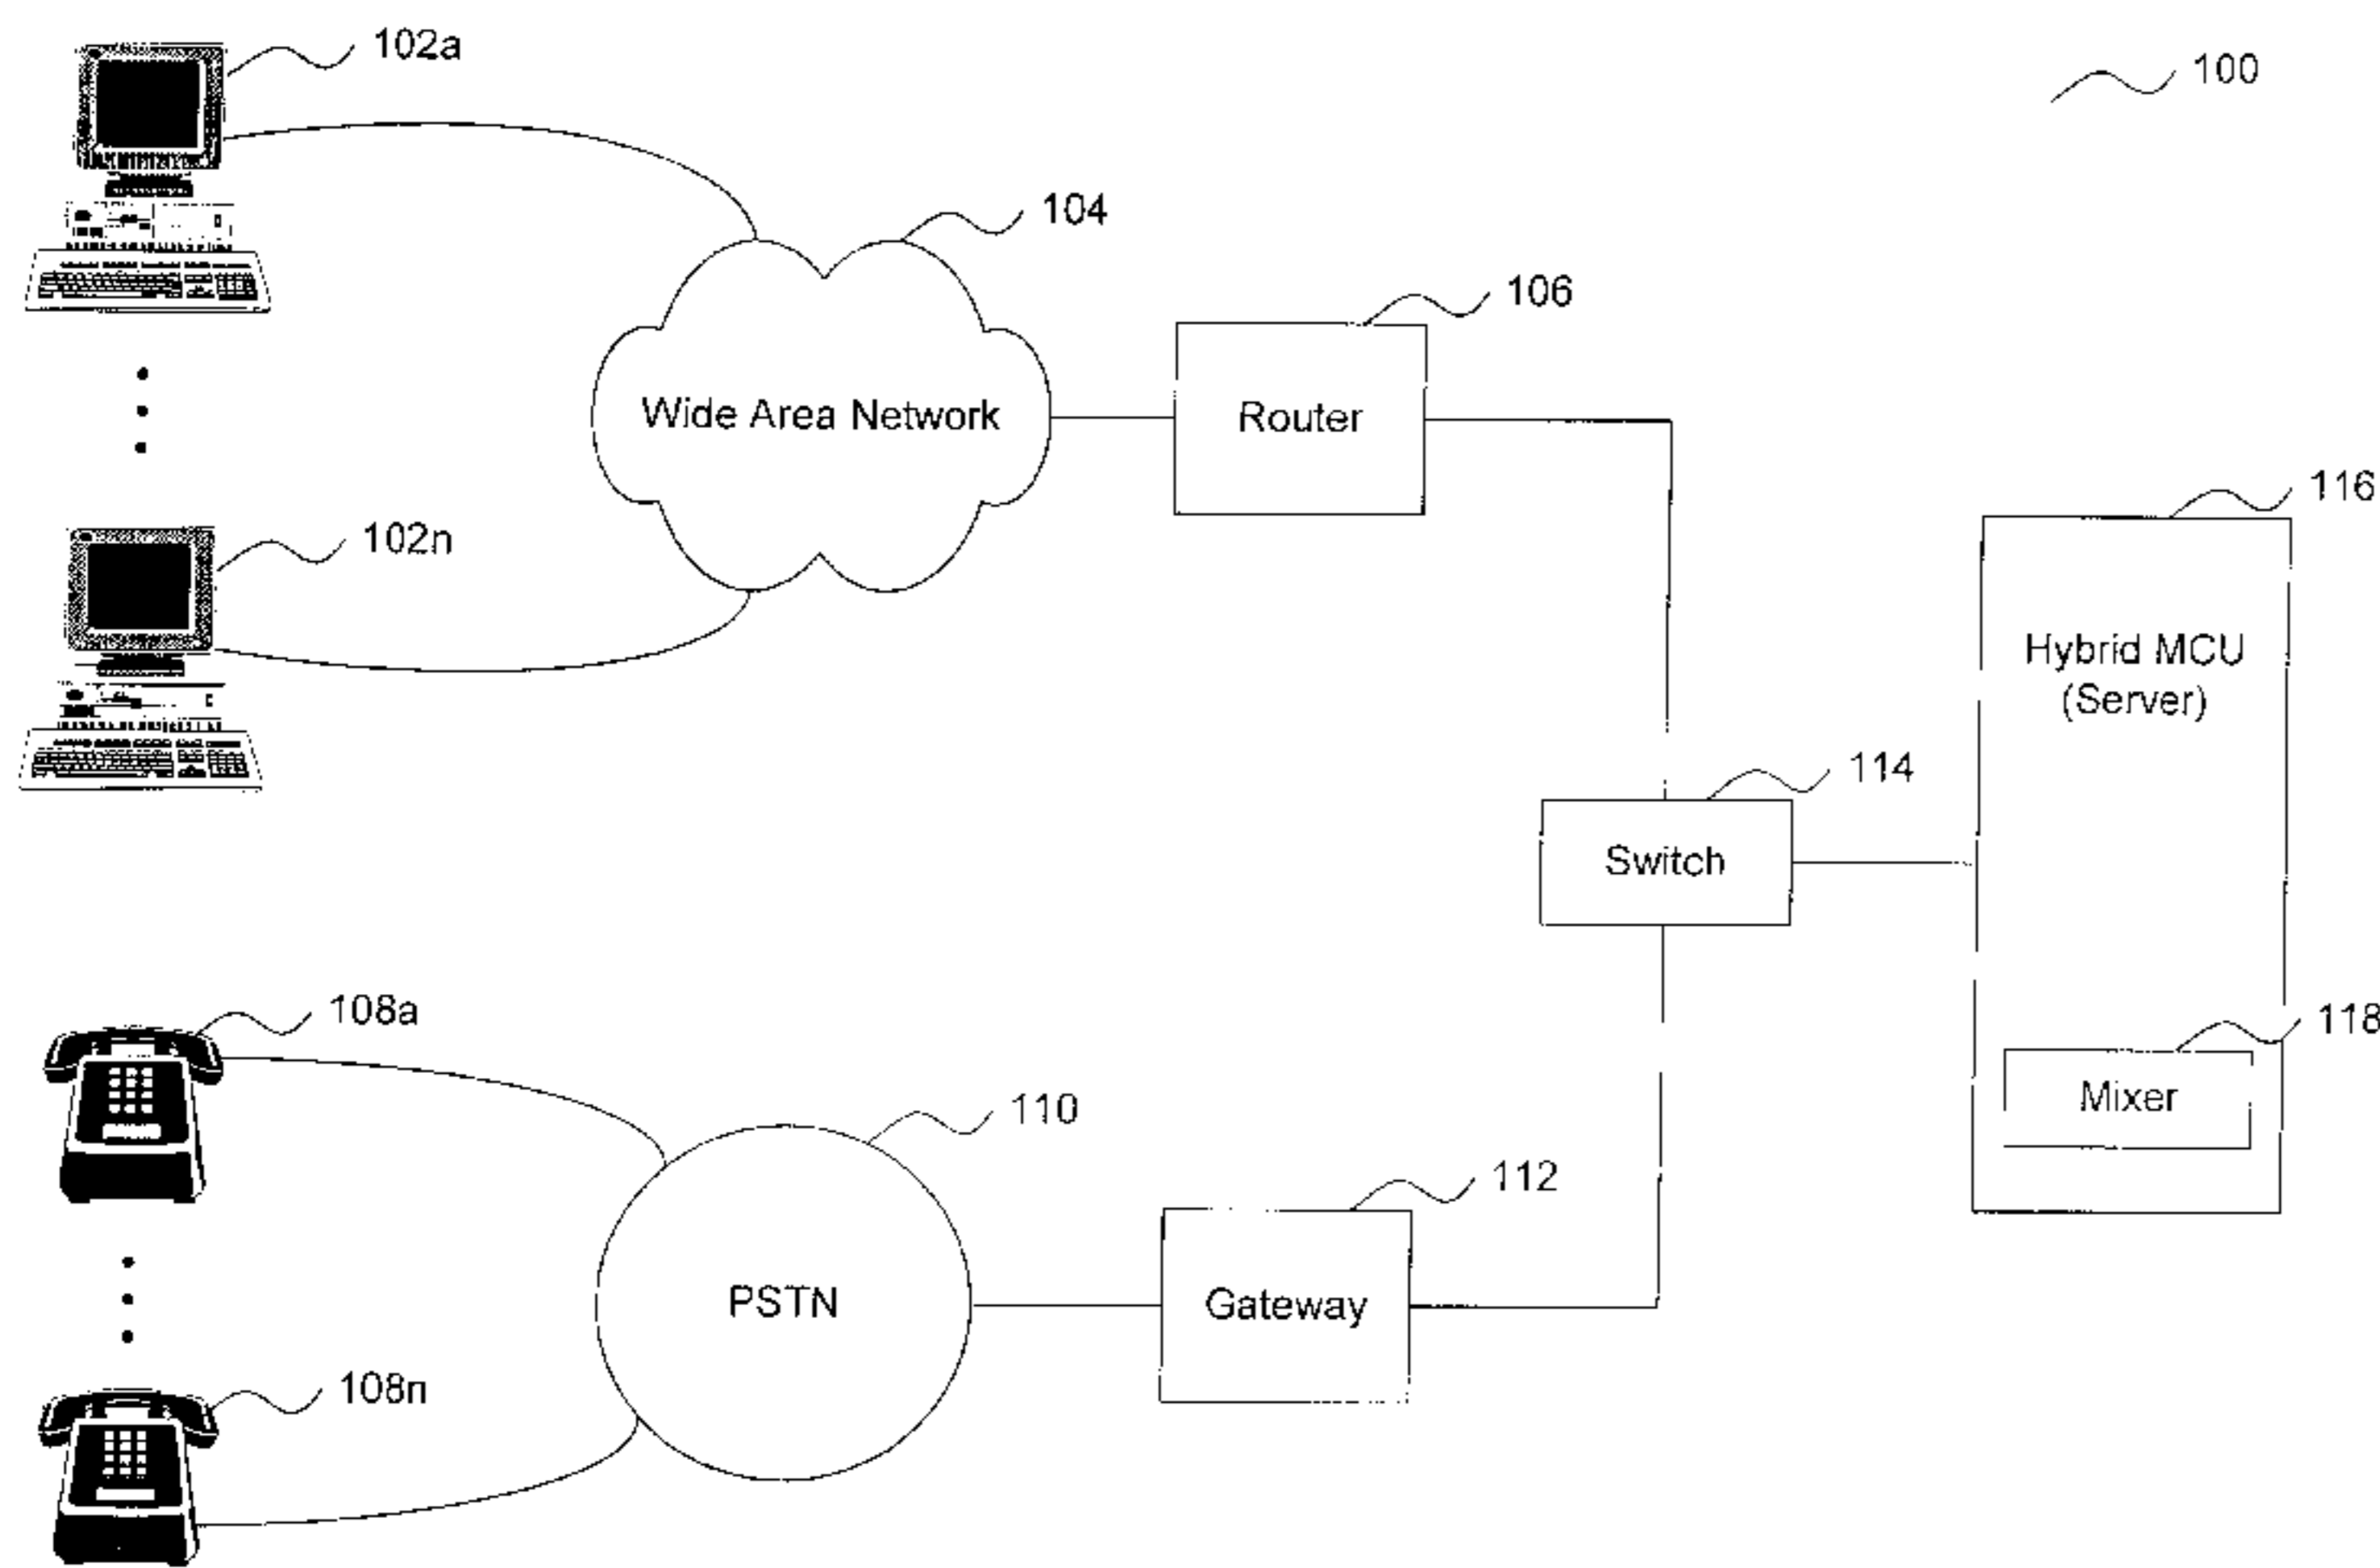 102a
100
104
106
Wide Area Network
Router
116
102n
Hybrid MCU
(Server)
114
Switch
108a
118
Mixer
110
112
PSTN
Gateway
108n